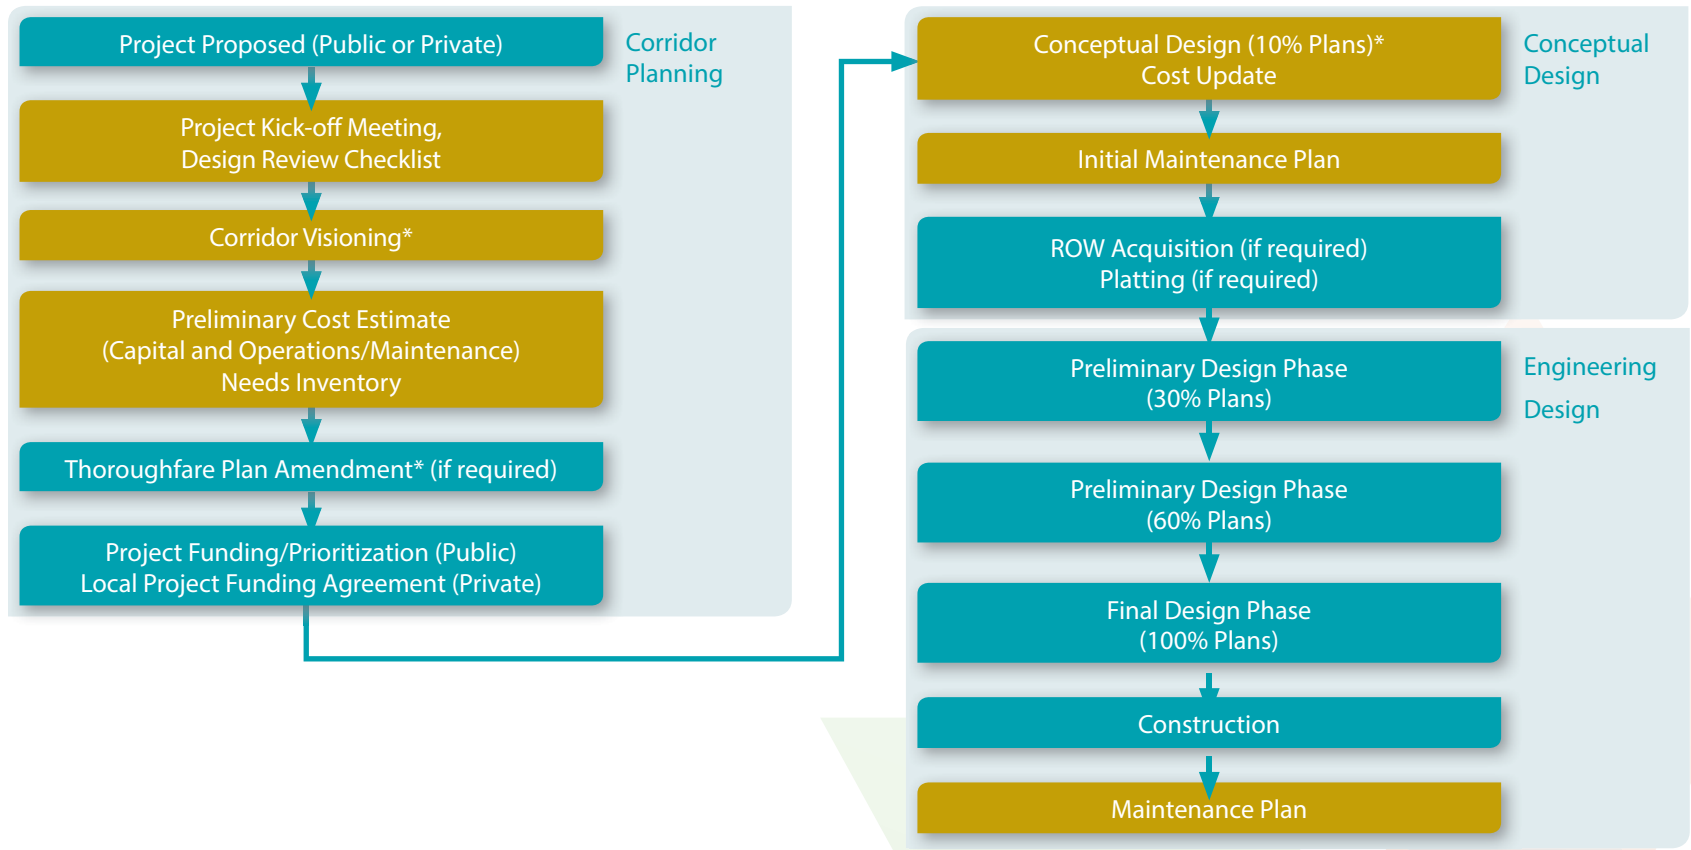 Project Proposed (Public or Private)
Corridor
Planning
Project Kick-off Meeting,
Design Review Checklist
Corridor Visioning*
Preliminary Cost Estimate
(Capital and Operations/Maintenance)
Needs Inventory
Thoroughfare Plan Amendment* (if required)
Project Funding/Prioritization (Public)
Local Project Funding Agreement (Private)
Conceptual Design (10% Plans)*
Cost Update
Conceptual
Design
Initial Maintenance Plan
ROW Acquisition (if required)
Platting (if required)
Preliminary Design Phase
(30% Plans)
Engineering
Design
Preliminary Design Phase
(60% Plans)
Final Design Phase
(100% Plans)
Construction
Maintenance Plan